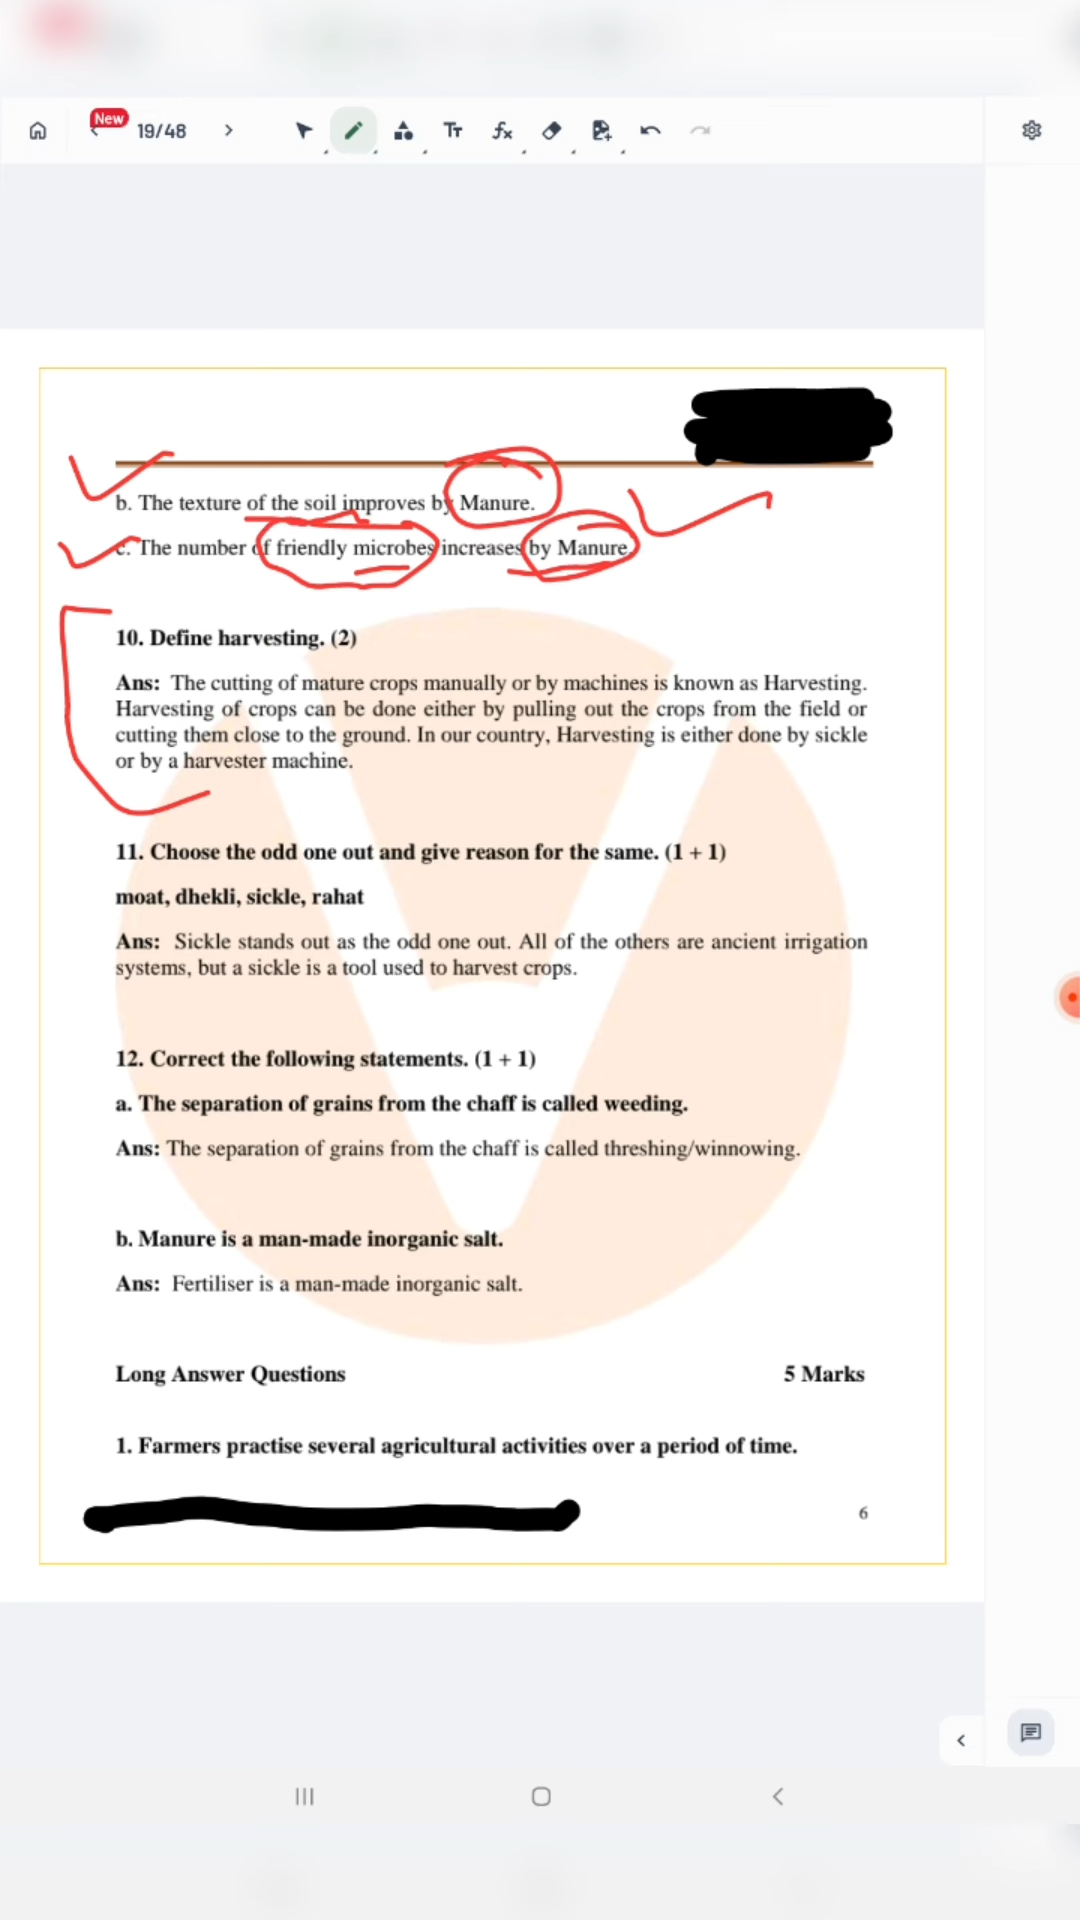 New
19/48
b. The texture of the soil improves by Manure.
c. The number of friendly microbes increases by Manure.
10. Define harvesting. (2)
Ans: The cutting of mature crops manually or by machines is known as Harvesting.
Harvesting of crops can be done either by pulling out the crops from the field or
cutting them close to the ground. In our country, Harvesting is either done by sickle
or by a harvester machine.
11. Choose the odd one out and give reason for the same. (1 + 1)
moat, dhekli, sickle, rahat
Ans: Sickle stands out as the odd one out. All of the others are ancient irrigation
systems, but a sickle is a tool used to harvest crops.
12. Correct the following statements. (1 + 1)
a. The separation of grains from the chaff is called weeding.
Ans: The separation of grains from the chaff is called threshing/winnowing.
b. Manure is a man-made inorganic salt.
Ans: Fertiliser is a man-made inorganic salt.
Long Answer Questions 5 Marks
1. Farmers practise several agricultural activities over a period of time.
6